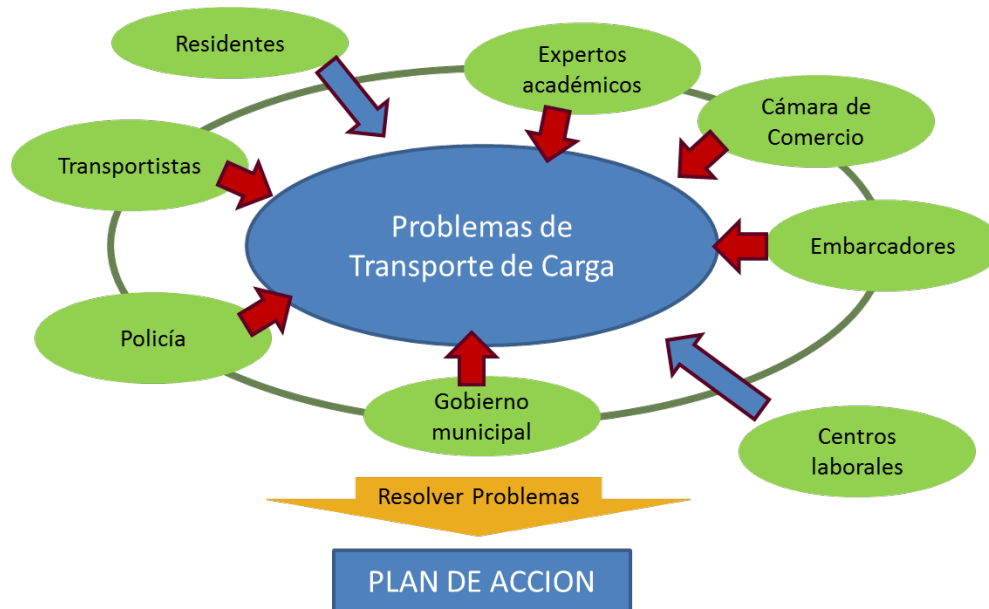 Residentes
Expertos
académicos
Cámara de
Comercio
Transportistas
Problemas de
Transporte de Carga
Embarcadores
Policía
Gobierno
municipal
Centros
laborales
Resolver Problemas
PLAN DE ACCION